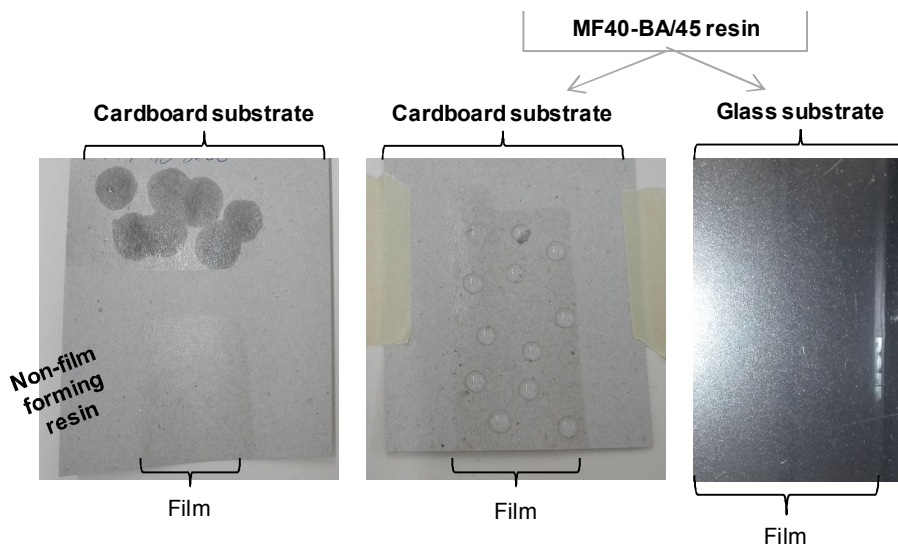 MF40-BA/45 resin
Cardboard substrate
Cardboard substrate
Glass substrate
Non-film
forming
resin
Film
Film
Film